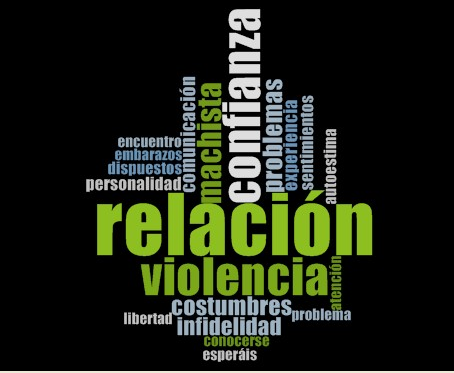 confianza
comunicación
machista
problemas
experiencia
sentimientos
autoestima
encuentro
embarazos
dispuestos
personalidad
relación
violencia
atención
costumbres
libertad
infidelidad
problema
conocerse
esperáis